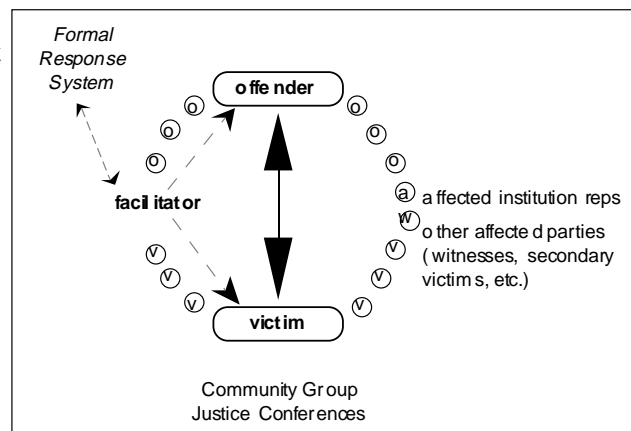 Formal
Response
System
offender
o
o
o
o
o
o
facilitator
a affected institution reps
w other affected parties
(witnesses, secondary
victims, etc.)
v
v
v
v
v
v
victim
Community Group
Justice Conferences